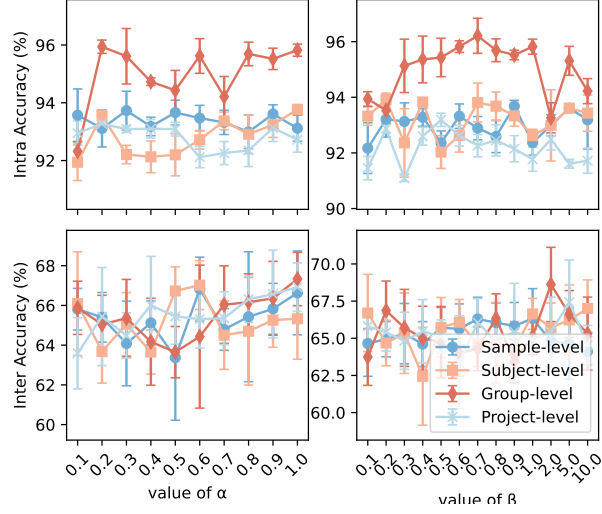 Intra Accuracy (%)
96
94
92
96
94
92
90
Inter Accuracy (%)
68
66
64
62
60
70.0
67.5
65.0
62.5
60.0
Sample-level
Subject-level
Group-level
Project-level
0.1 0.2 0.3 0.4 0.5 0.6 0.7 0.8 0.9 1.0
value of α
0.1 0.2 0.3 0.4 0.5 0.6 0.7 0.8 0.9 1.0 2.0 5.0 10.0
value of β